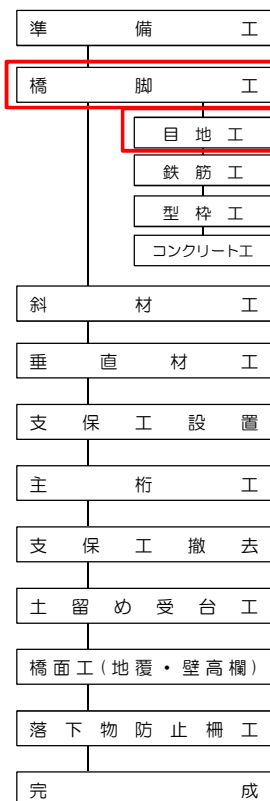 準備工
橋脚工
目地工
鉄筋工
型枠工
コンクリート工
斜材工
垂直材工
支保工設置
主桁工
支保工撤去
土留め受台工
橋面工(地覆・壁高欄)
落下物防止柵工
完成